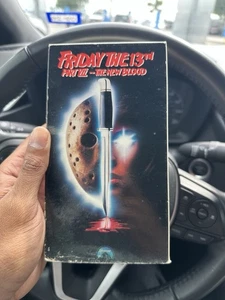 FRIDAY THE 13TH
PART VII — THE NEW BLOOD